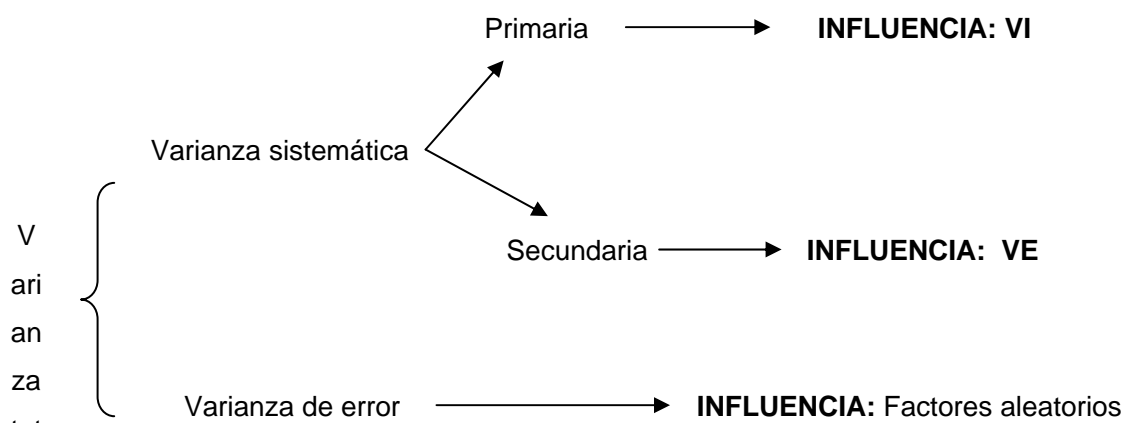 Primaria INFLUENCIA: VI
Varianza sistemática
V
Secundaria INFLUENCIA: VE
ari
an
za
Varianza de error INFLUENCIA: Factores aleatorios